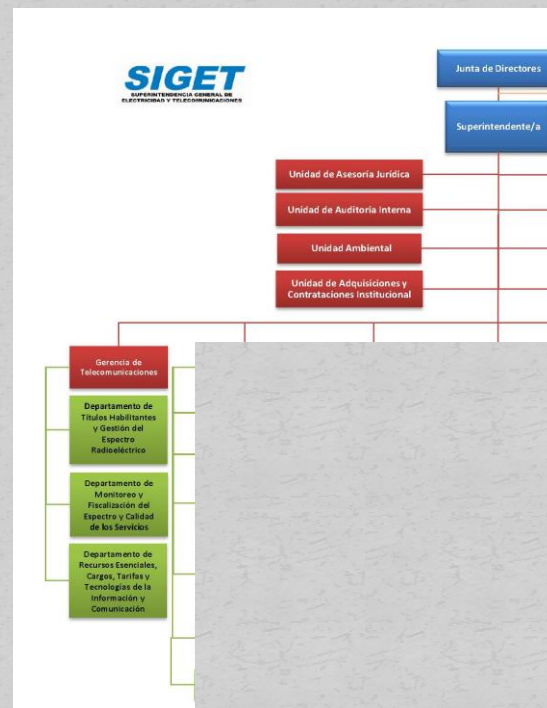 SIGET
SUPERINTENDENCIA GENERAL DE
ELECTRICIDAD Y TELECOMUNICACIONES
Junta de Directores
Superintendente/a
Unidad de Asesoría Jurídica
Unidad de Auditoría Interna
Unidad Ambiental
Unidad de Adquisiciones y
Contrataciones Institucional
Gerencia de
Telecomunicaciones
Departamento de
Títulos Habilitantes
y Gestión del
Espectro
Radioeléctrico
Departamento de
Monitoreo y
Fiscalización del
Espectro y Calidad
de los Servicios
Departamento de
Recursos Esenciales,
Cargos, Tarifas y
Tecnologías de la
Información y
Comunicación